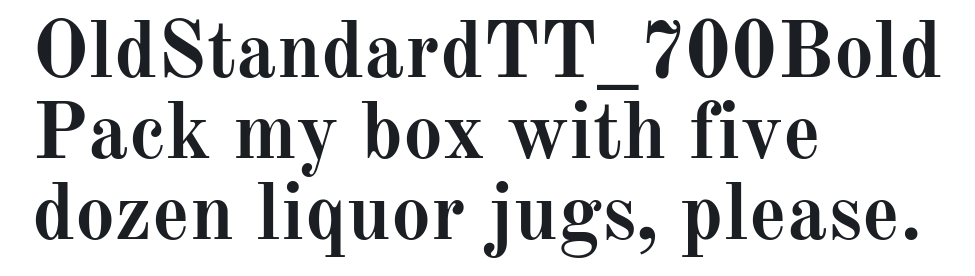 OldStandardTT_700Bold
Pack my box with five
dozen liquor jugs, please.